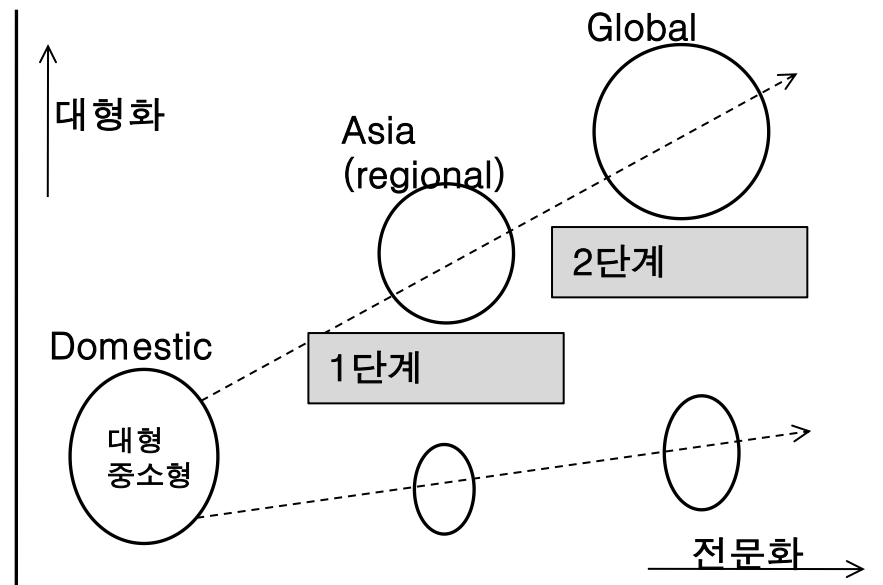 Global
대형화
Asia
(regional)
2단계
Domestic
1단계
대형
중소형
전문화